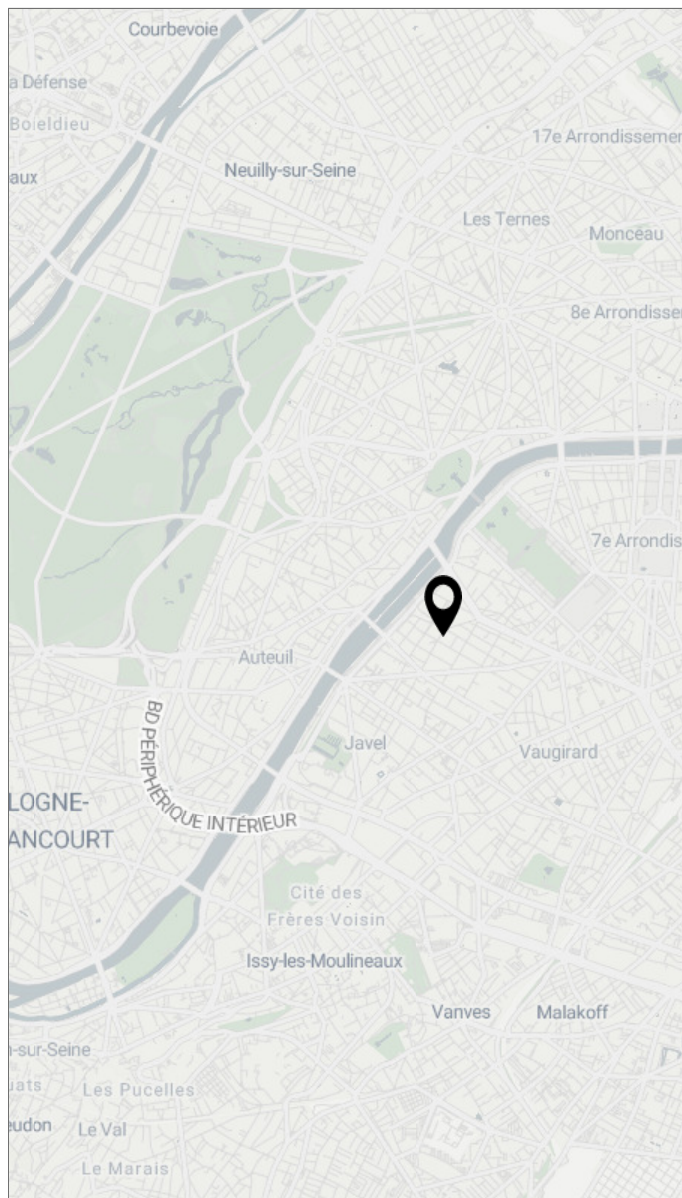 Courbevoie
a Défense
Boieldieu
17e Arrondissemer
aux
Neuilly-sur-Seine
Les Ternes
Monceau
8e Arrondisse
7e Arrondis
Auteuil
BD PÉRIPHÉRIQUE INTÉRIEUR
Javel
Vaugirard
LOGNE-
ANCOURT
Cité des
Frères Voisin
Issy-les-Moulineaux
Vanves
Malakoff
-sur-Seine
uats
Les Pucelles
eudon
Le Val
Le Marais